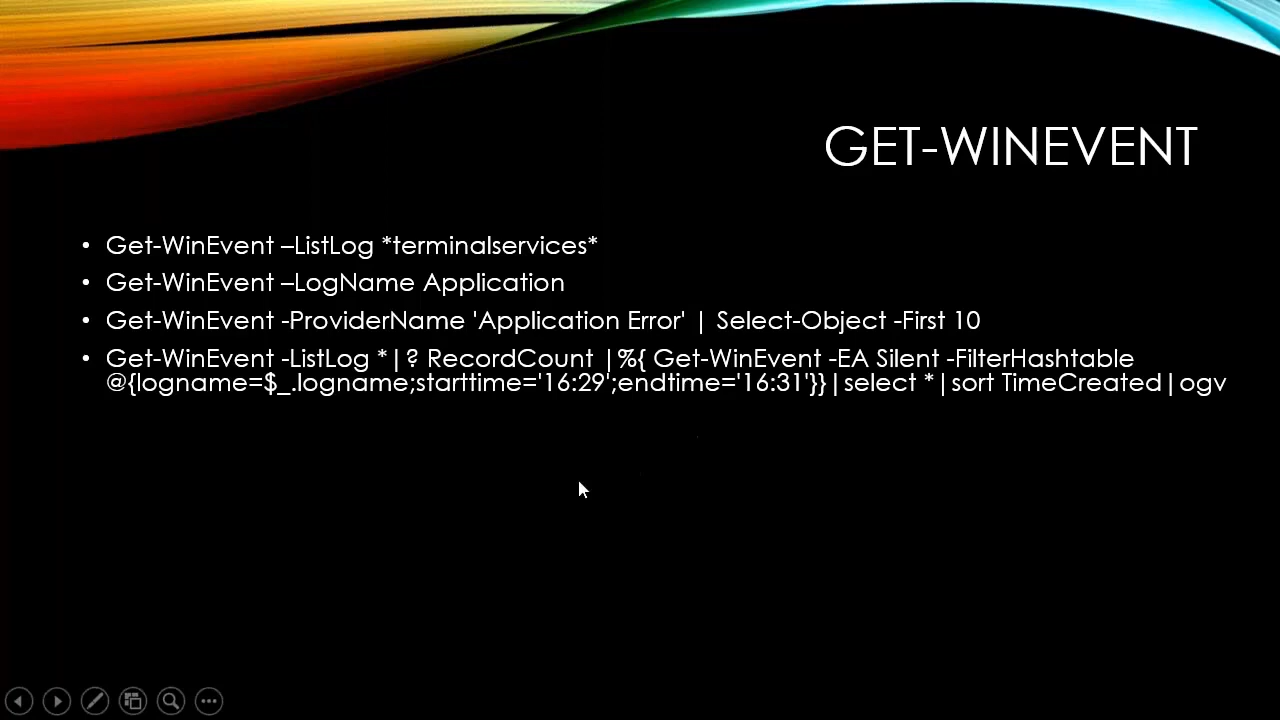 GET-WINEVENT
• Get-WinEvent –ListLog *terminalservices*
• Get-WinEvent –LogName Application
• Get-WinEvent -ProviderName 'Application Error' | Select-Object -First 10
• Get-WinEvent -ListLog *|? RecordCount |%{ Get-WinEvent -EA Silent -FilterHashtable
@{logname=$_.logname;starttime='16:29';endtime='16:31'}}|select *|sort TimeCreated|ogv